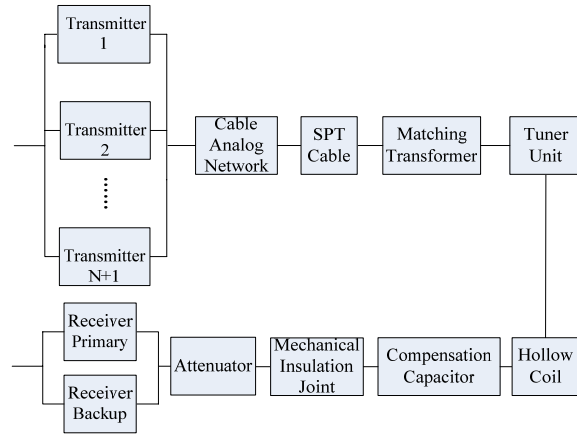 Transmitter
1
Transmitter
2
Transmitter
N+1
Cable
Analog
Network
SPT
Cable
Matching
Transformer
Tuner
Unit
Receiver
Primary
Receiver
Backup
Attenuator
Mechanical
Insulation
Joint
Compensation
Capacitor
Hollow
Coil